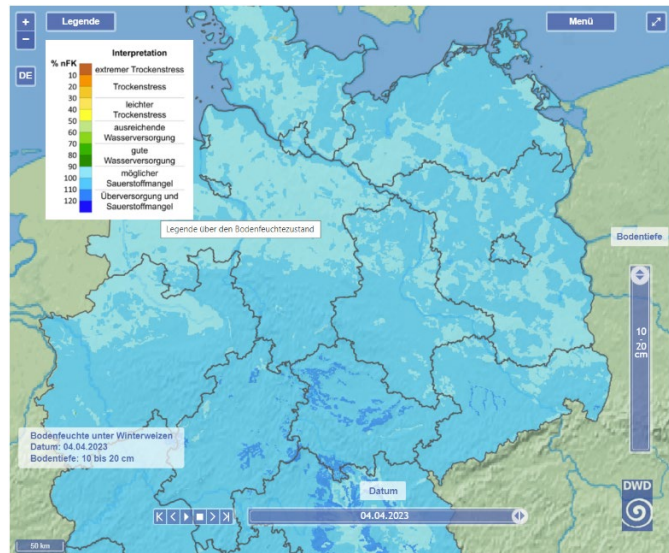 +
Legende
Menü
−
DE
Interpretation
% nFK
extremer Trockenstress
10
20
Trockenstress
30
40
leichter
Trockenstress
50
60
ausreichende
Wasserversorgung
70
80
gute
Wasserversorgung
90
100
möglicher
Sauerstoffmangel
110
120
Überversorgung und
Sauerstoffmangel
Legende über den Bodenfeuchtezustand
Bodentiefe
10
-
20
cm
Bodenfeuchte unter Winterweizen
Datum: 04.04.2023
Bodentiefe: 10 bis 20 cm
Datum
04.04.2023
DWD
50 km